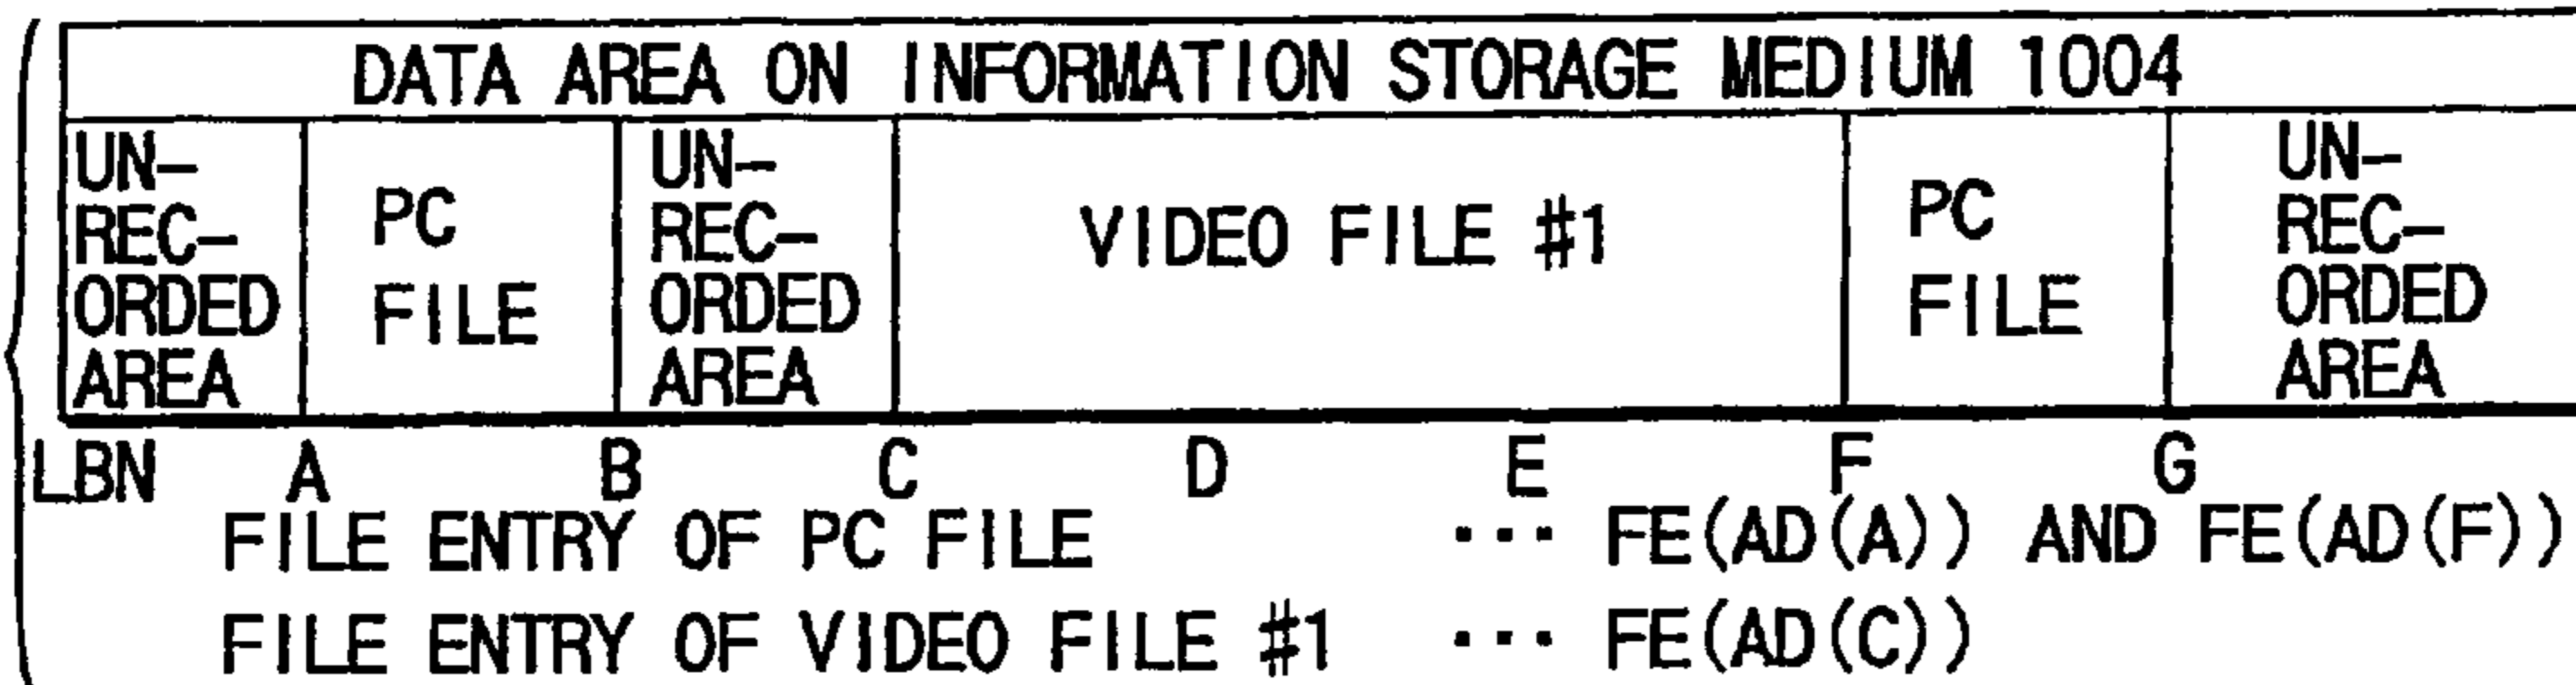 DATA AREA ON INFORMATION STORAGE MEDIUM 1004
UN-
REC-
ORDED
AREA
PC
FILE
UN-
REC-
ORDED
AREA
VIDEO FILE #1
PC
FILE
UN-
REC-
ORDED
AREA
LBN A B C D E F G
FILE ENTRY OF PC FILE ··· FE(AD(A)) AND FE(AD(F))
FILE ENTRY OF VIDEO FILE #1 ··· FE(AD(C))